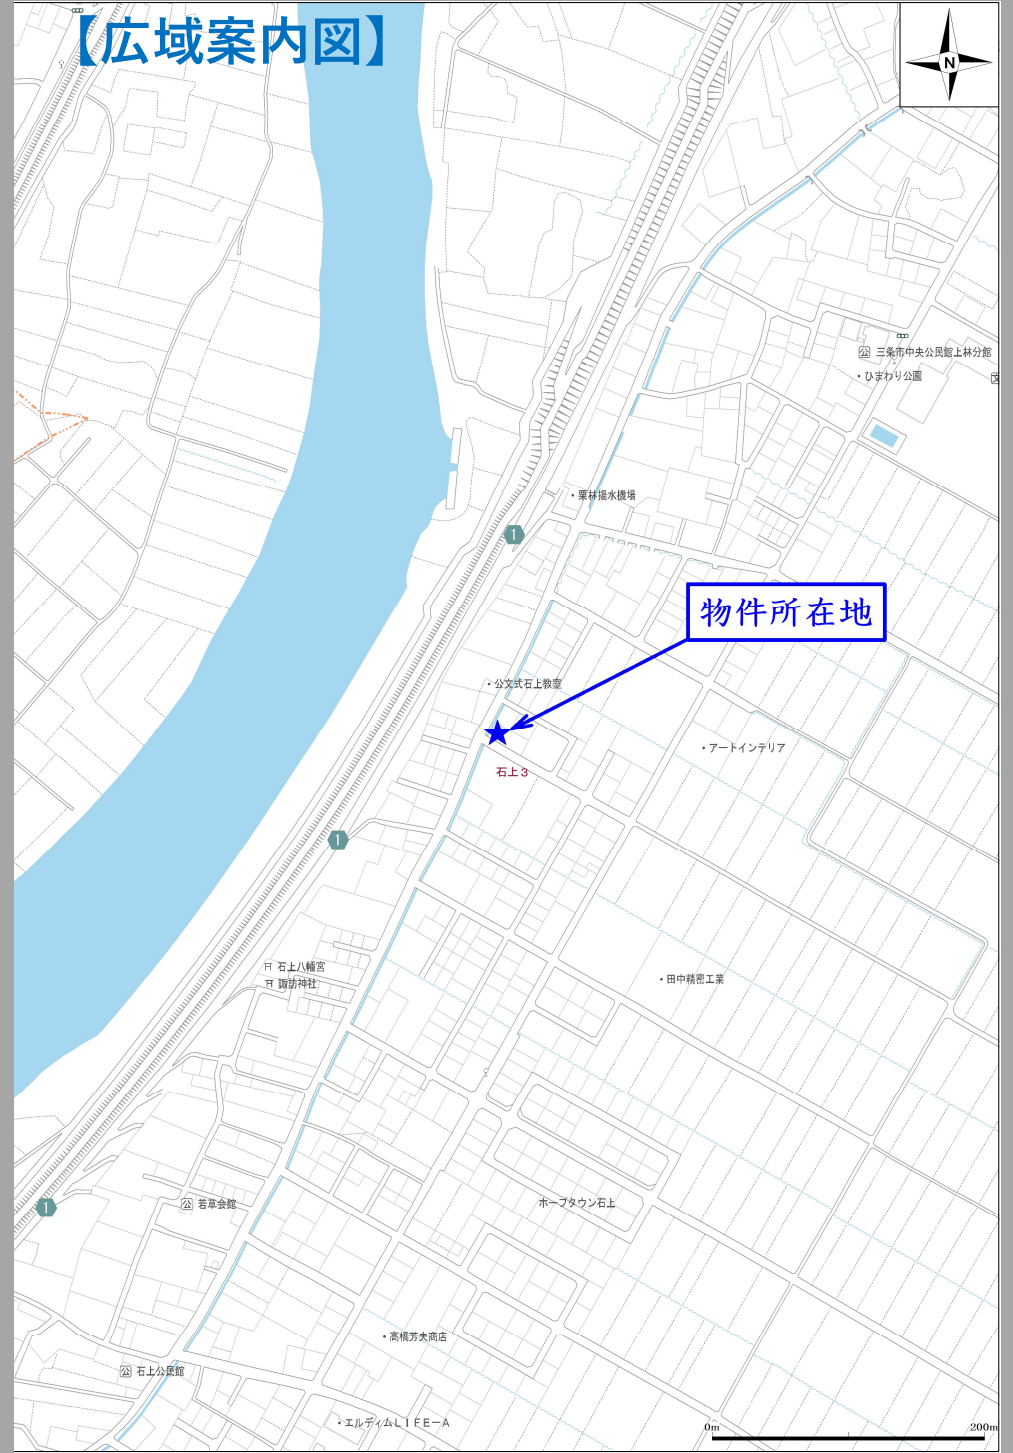 【広域案内図】
N
公 三条市中央公民館上林分館
・ひまわり公園
文
・栗林揚水機場
1
物件所在地
・公文式石上教室
・アートインテリア
石上3
1
石上八幡宮
諏訪神社
・田中精密工業
公 若草会館
1
ホープタウン石上
・高橋芳夫商店
公 石上公民館
・エルディムLIFE－A
0m
200m